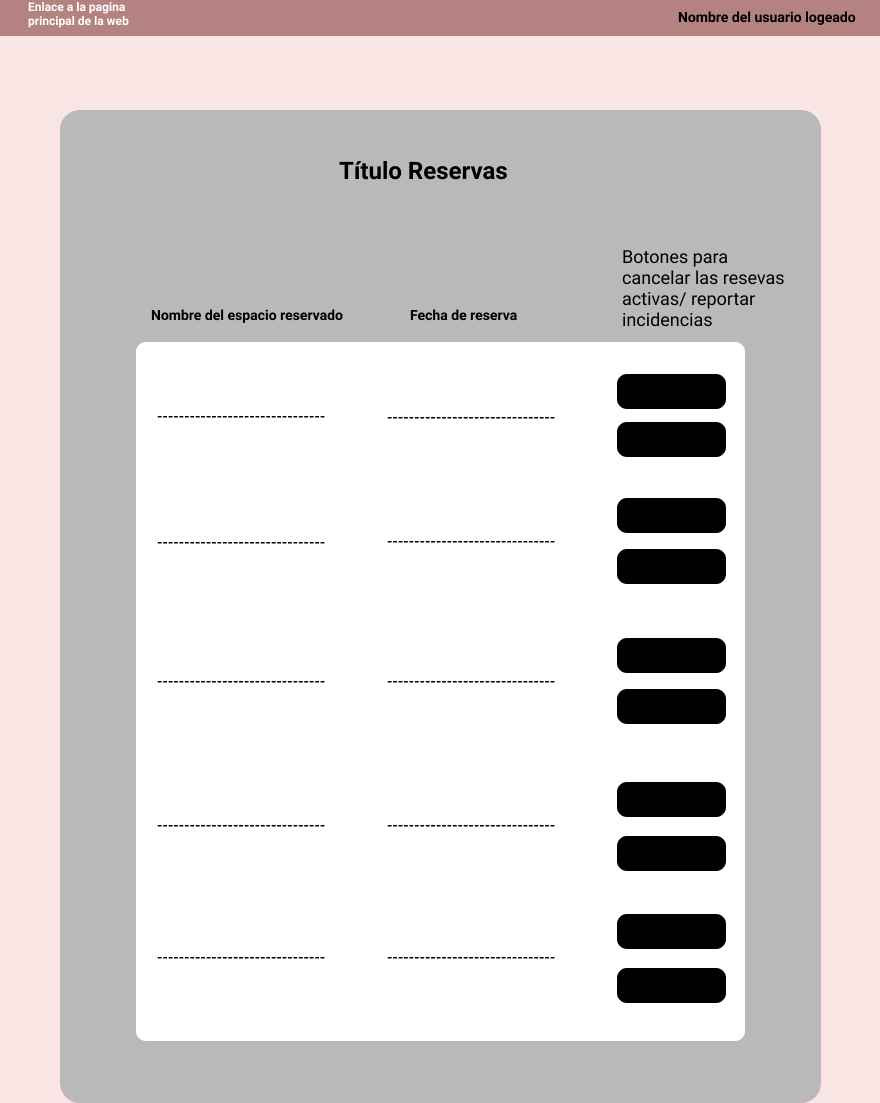 Enlace a la pagina
principal de la web
Nombre del usuario logeado
Título Reservas
Botones para
cancelar las resevas
activas/ reportar
incidencias
Nombre del espacio reservado
Fecha de reserva
-------------------------------
-------------------------------
-------------------------------
-------------------------------
-------------------------------
-------------------------------
-------------------------------
-------------------------------
-------------------------------
-------------------------------